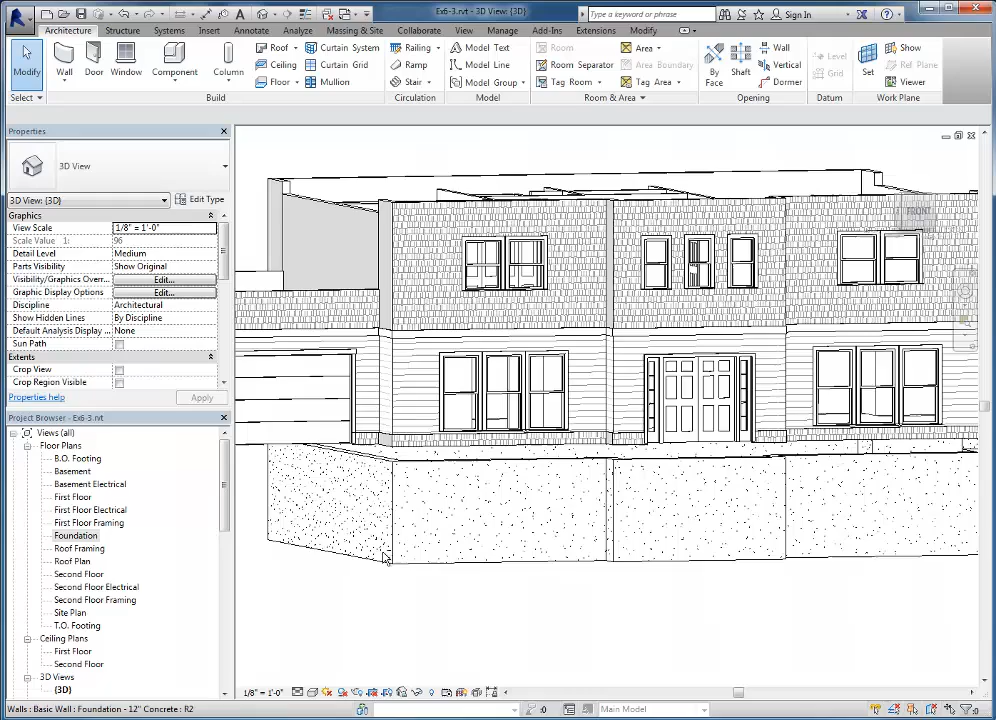 Ex6-3.rvt - 3D View: {3D}
Type a keyword or phrase
Sign In
Architecture Structure Systems Insert Annotate Analyze Massing & Site Collaborate View Manage Add-Ins Extensions Modify
Modify
Wall
Door
Window
Component
Column
Roof
Ceiling
Floor
Curtain System
Curtain Grid
Mullion
Railing
Ramp
Stair
Model Text
Model Line
Model Group
Room
Room Separator
Tag Room
Area
Area Boundary
Tag Area
By Face
Shaft
Wall
Vertical
Dormer
Level
Grid
Set
Show
Ref Plane
Viewer
Select
Build
Circulation
Model
Room & Area
Opening
Datum
Work Plane
Properties
3D View
3D View: {3D}
Edit Type
Graphics
View Scale 1/8" = 1'-0"
Scale Value 1: 96
Detail Level Medium
Parts Visibility Show Original
Visibility/Graphics Over... Edit...
Graphic Display Options Edit...
Discipline Architectural
Show Hidden Lines By Discipline
Default Analysis Display ... None
Sun Path
Extents
Crop View
Crop Region Visible
Properties help
Apply
Project Browser - Ex6-3.rvt
Views (all)
Floor Plans
B.O. Footing
Basement
Basement Electrical
First Floor
First Floor Electrical
First Floor Framing
Foundation
Roof Framing
Roof Plan
Second Floor
Second Floor Electrical
Second Floor Framing
Site Plan
T.O. Footing
Ceiling Plans
First Floor
Second Floor
3D Views
{3D}
FRONT
1/8" = 1'-0"
Walls : Basic Wall : Foundation - 12" Concrete : R2
:0
Main Model
:0